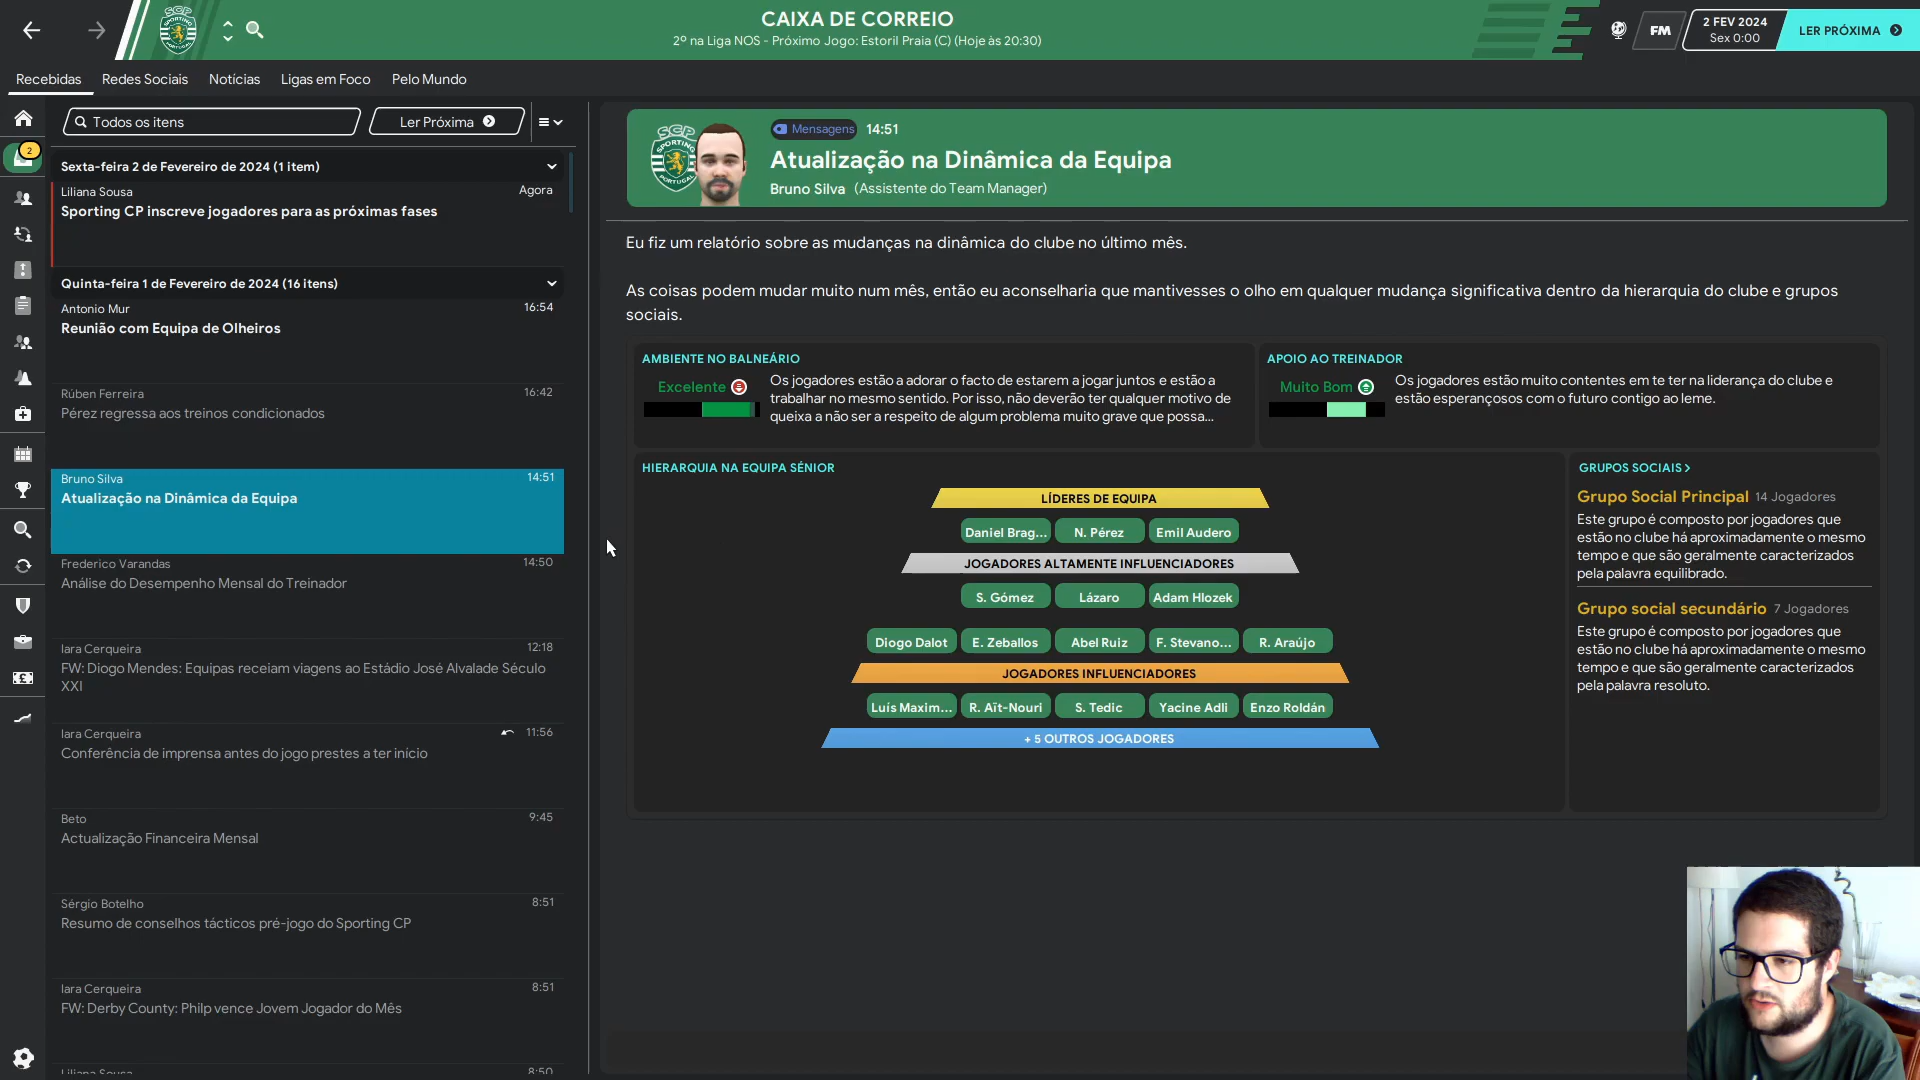 CAIXA DE CORREIO
2º na Liga NOS - Próximo Jogo: Estoril Praia (C) (Hoje às 20:30)
FM
2 FEV 2024
Sex 0:00
LER PRÓXIMA
Recebidas
Redes Sociais
Notícias
Ligas em Foco
Pelo Mundo
Todos os itens
Ler Próxima
2
Sexta-feira 2 de Fevereiro de 2024 (1 item)
Liliana Sousa
Agora
Sporting CP inscreve jogadores para as próximas fases
Quinta-feira 1 de Fevereiro de 2024 (16 itens)
Antonio Mur
16:54
Reunião com Equipa de Olheiros
Rúben Ferreira
16:42
Pérez regressa aos treinos condicionados
Bruno Silva
14:51
Atualização na Dinâmica da Equipa
Frederico Varandas
14:50
Análise do Desempenho Mensal do Treinador
Iara Cerqueira
12:18
FW: Diogo Mendes: Equipas receiam viagens ao Estádio José Alvalade Século
XXI
Iara Cerqueira
11:56
Conferência de imprensa antes do jogo prestes a ter início
Beto
9:45
Actualização Financeira Mensal
Sérgio Botelho
8:51
Resumo de conselhos tácticos pré-jogo do Sporting CP
Iara Cerqueira
8:51
FW: Derby County: Philp vence Jovem Jogador do Mês
Liliana Sousa
8:50
SCP
SPORTING
PORTUGAL
Mensagens
14:51
Atualização na Dinâmica da Equipa
Bruno Silva (Assistente do Team Manager)
Eu fiz um relatório sobre as mudanças na dinâmica do clube no último mês.
As coisas podem mudar muito num mês, então eu aconselharia que mantivesses o olho em qualquer mudança significativa dentro da hierarquia do clube e grupos
sociais.
AMBIENTE NO BALNEÁRIO
Excelente
Os jogadores estão a adorar o facto de estarem a jogar juntos e estão a
trabalhar no mesmo sentido. Por isso, não deverão ter qualquer motivo de
queixa a não ser a respeito de algum problema muito grave que possa...
APOIO AO TREINADOR
Muito Bom
Os jogadores estão muito contentes em te ter na liderança do clube e
estão esperançosos com o futuro contigo ao leme.
HIERARQUIA NA EQUIPA SÉNIOR
LÍDERES DE EQUIPA
Daniel Brag...
N. Pérez
Emil Audero
JOGADORES ALTAMENTE INFLUENCIADORES
S. Gómez
Lázaro
Adam Hlozek
Diogo Dalot
E. Zeballos
Abel Ruiz
F. Stevano...
R. Araújo
JOGADORES INFLUENCIADORES
Luís Maxim...
R. Aït-Nouri
S. Tedic
Yacine Adli
Enzo Roldán
+ 5 OUTROS JOGADORES
GRUPOS SOCIAIS >
Grupo Social Principal 14 Jogadores
Este grupo é composto por jogadores que
estão no clube há aproximadamente o mesmo
tempo e que são geralmente caracterizados
pela palavra equilibrado.
Grupo social secundário 7 Jogadores
Este grupo é composto por jogadores que
estão no clube há aproximadamente o mesmo
tempo e que são geralmente caracterizados
pela palavra resoluto.